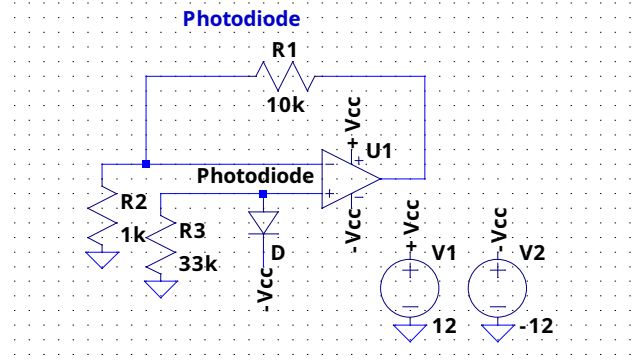 Photodiode
R1
10k
+Vcc
U1
Photodiode
R2
1k
R3
33k
D
-Vcc
-Vcc
+Vcc
V1
12
-Vcc
V2
-12